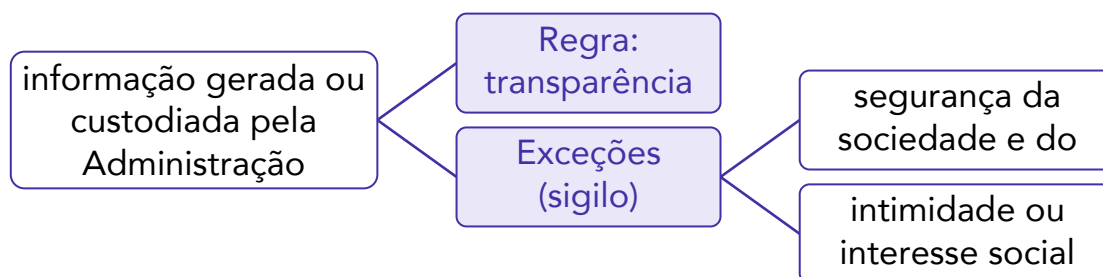 informação gerada ou
custodiada pela
Administração
Regra:
transparência
Exceções
(sigilo)
segurança da
sociedade e do
intimidade ou
interesse social